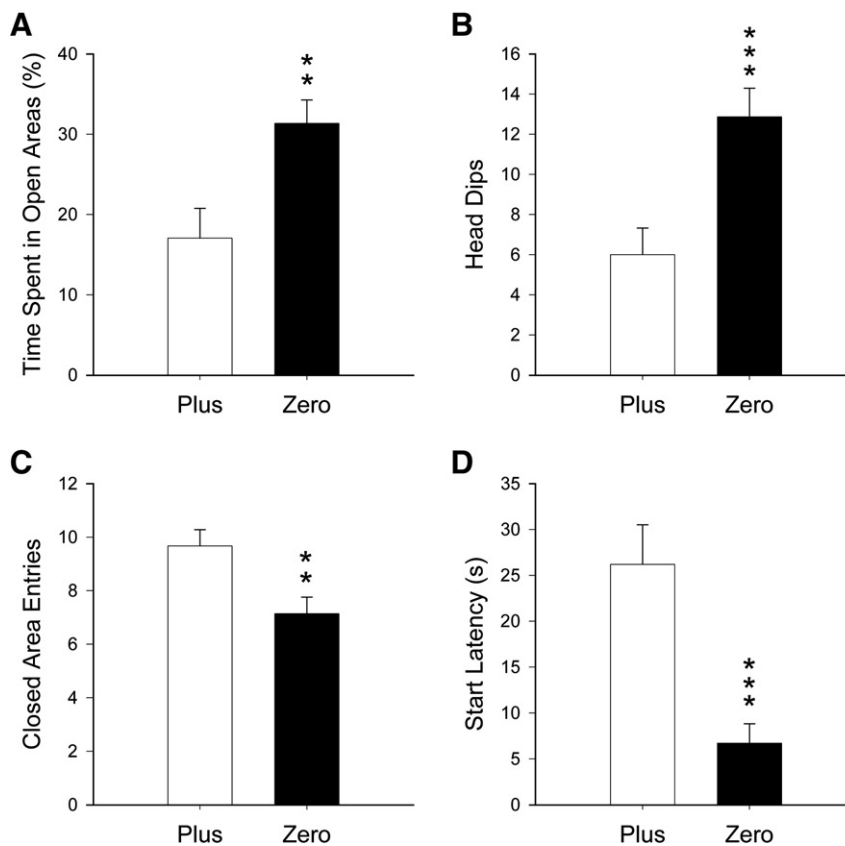 A
Time Spent in Open Areas (%)
40
30
20
10
0
**
Plus Zero
B
Head Dips
16
14
12
10
8
6
4
2
0
***
Plus Zero
C
Closed Area Entries
12
10
8
6
4
2
0
**
Plus Zero
D
Start Latency (s)
35
30
25
20
15
10
5
0
***
Plus Zero